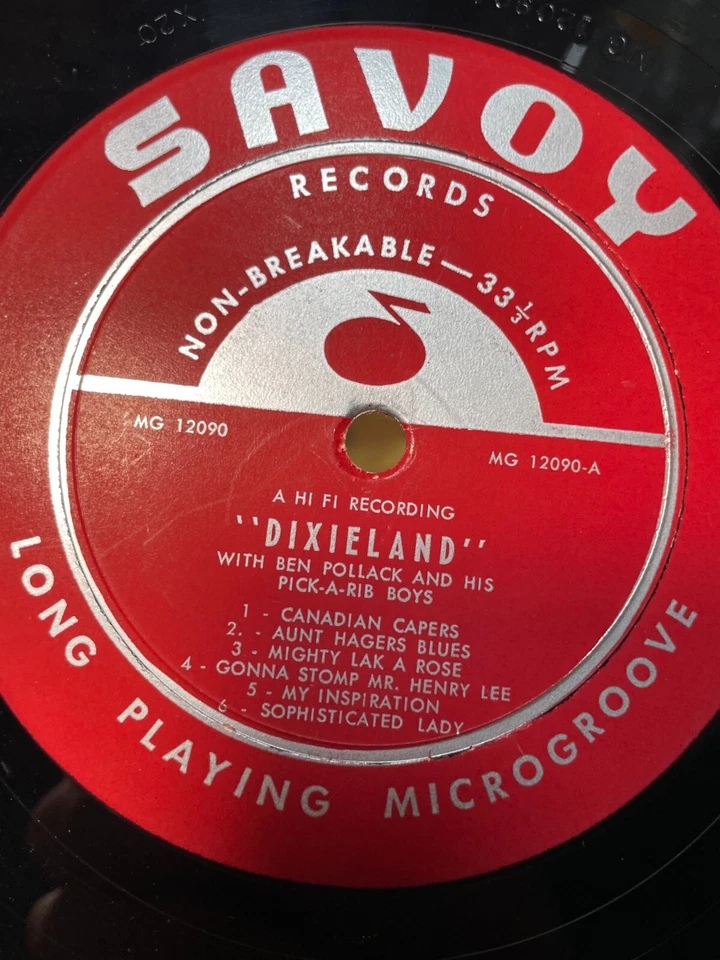 SAVOY
RECORDS
NON-BREAKABLE—33⅓RPM
MG 12090
MG 12090-A
A HI FI RECORDING
"DIXIELAND"
WITH BEN POLLACK AND HIS
PICK-A-RIB BOYS
1 - CANADIAN CAPERS
2. - AUNT HAGERS BLUES
3 - MIGHTY LAK A ROSE
4 - GONNA STOMP MR. HENRY LEE
5 - MY INSPIRATION
6 - SOPHISTICATED LADY
LONG PLAYING MICROGROOVE
X20